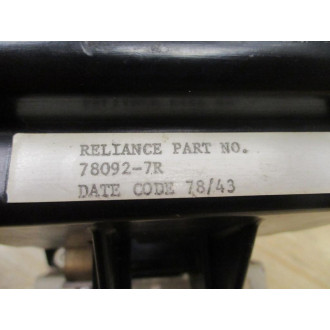 RELIANCE PART NO.
78092-7R
DATE CODE 78/43